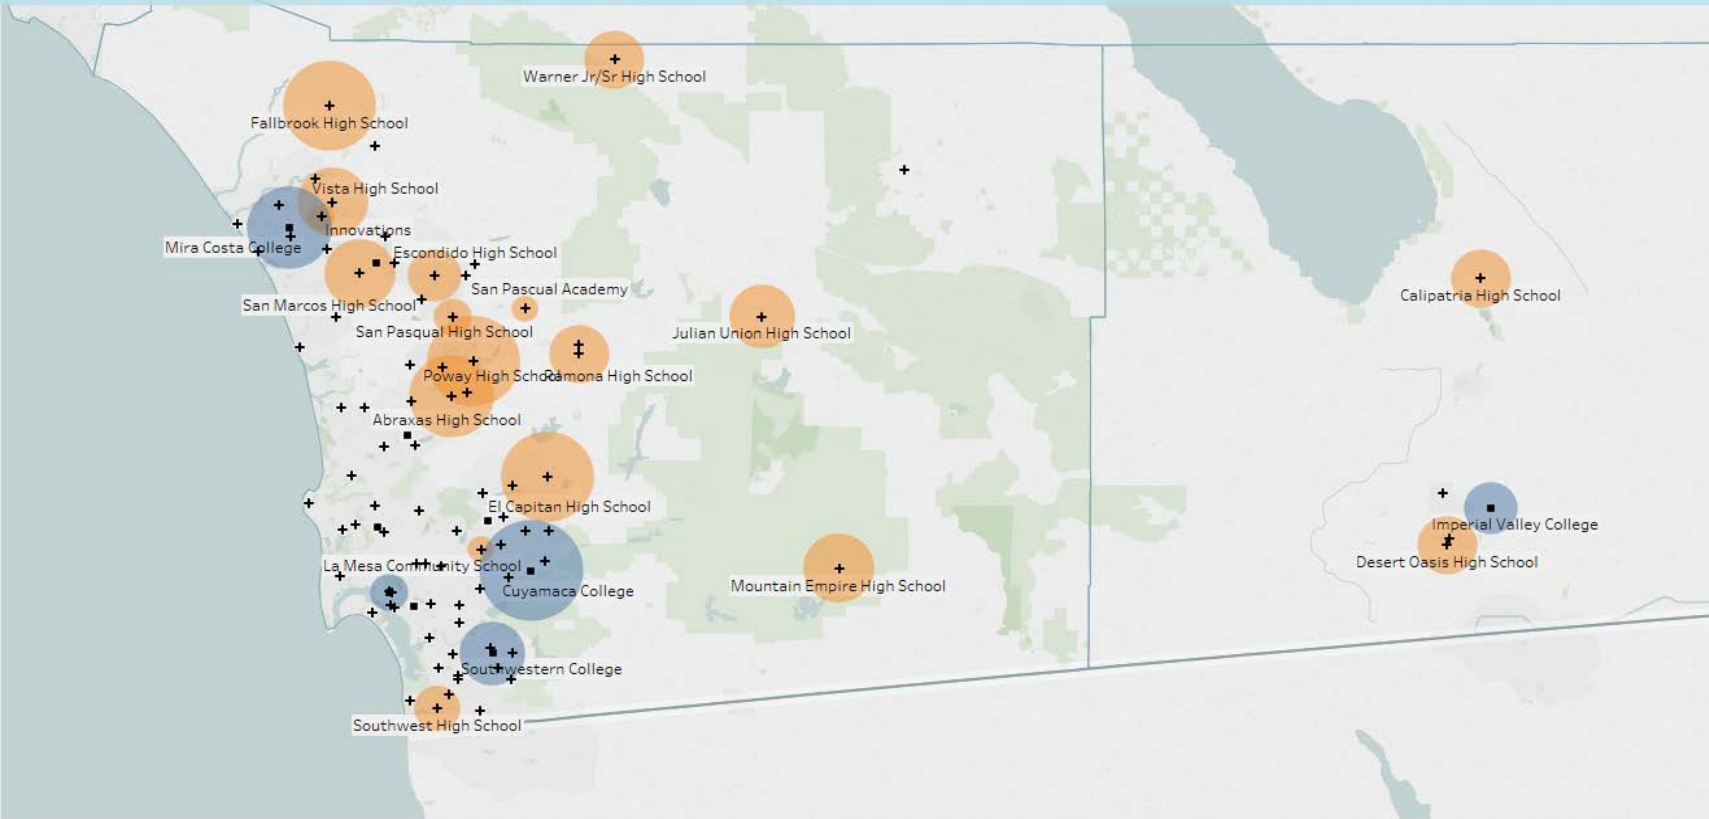 Warner Jr/Sr High School
Fallbrook High School
Vista High School
Innovations
Mira Costa College
Escondido High School
San Pascual Academy
San Marcos High School
San Pasqual High School
Julian Union High School
Calipatria High School
Poway High School
Ramona High School
Abraxas High School
El Capitan High School
Imperial Valley College
La Mesa Community School
Desert Oasis High School
Mountain Empire High School
Cuyamaca College
Southwestern College
Southwest High School